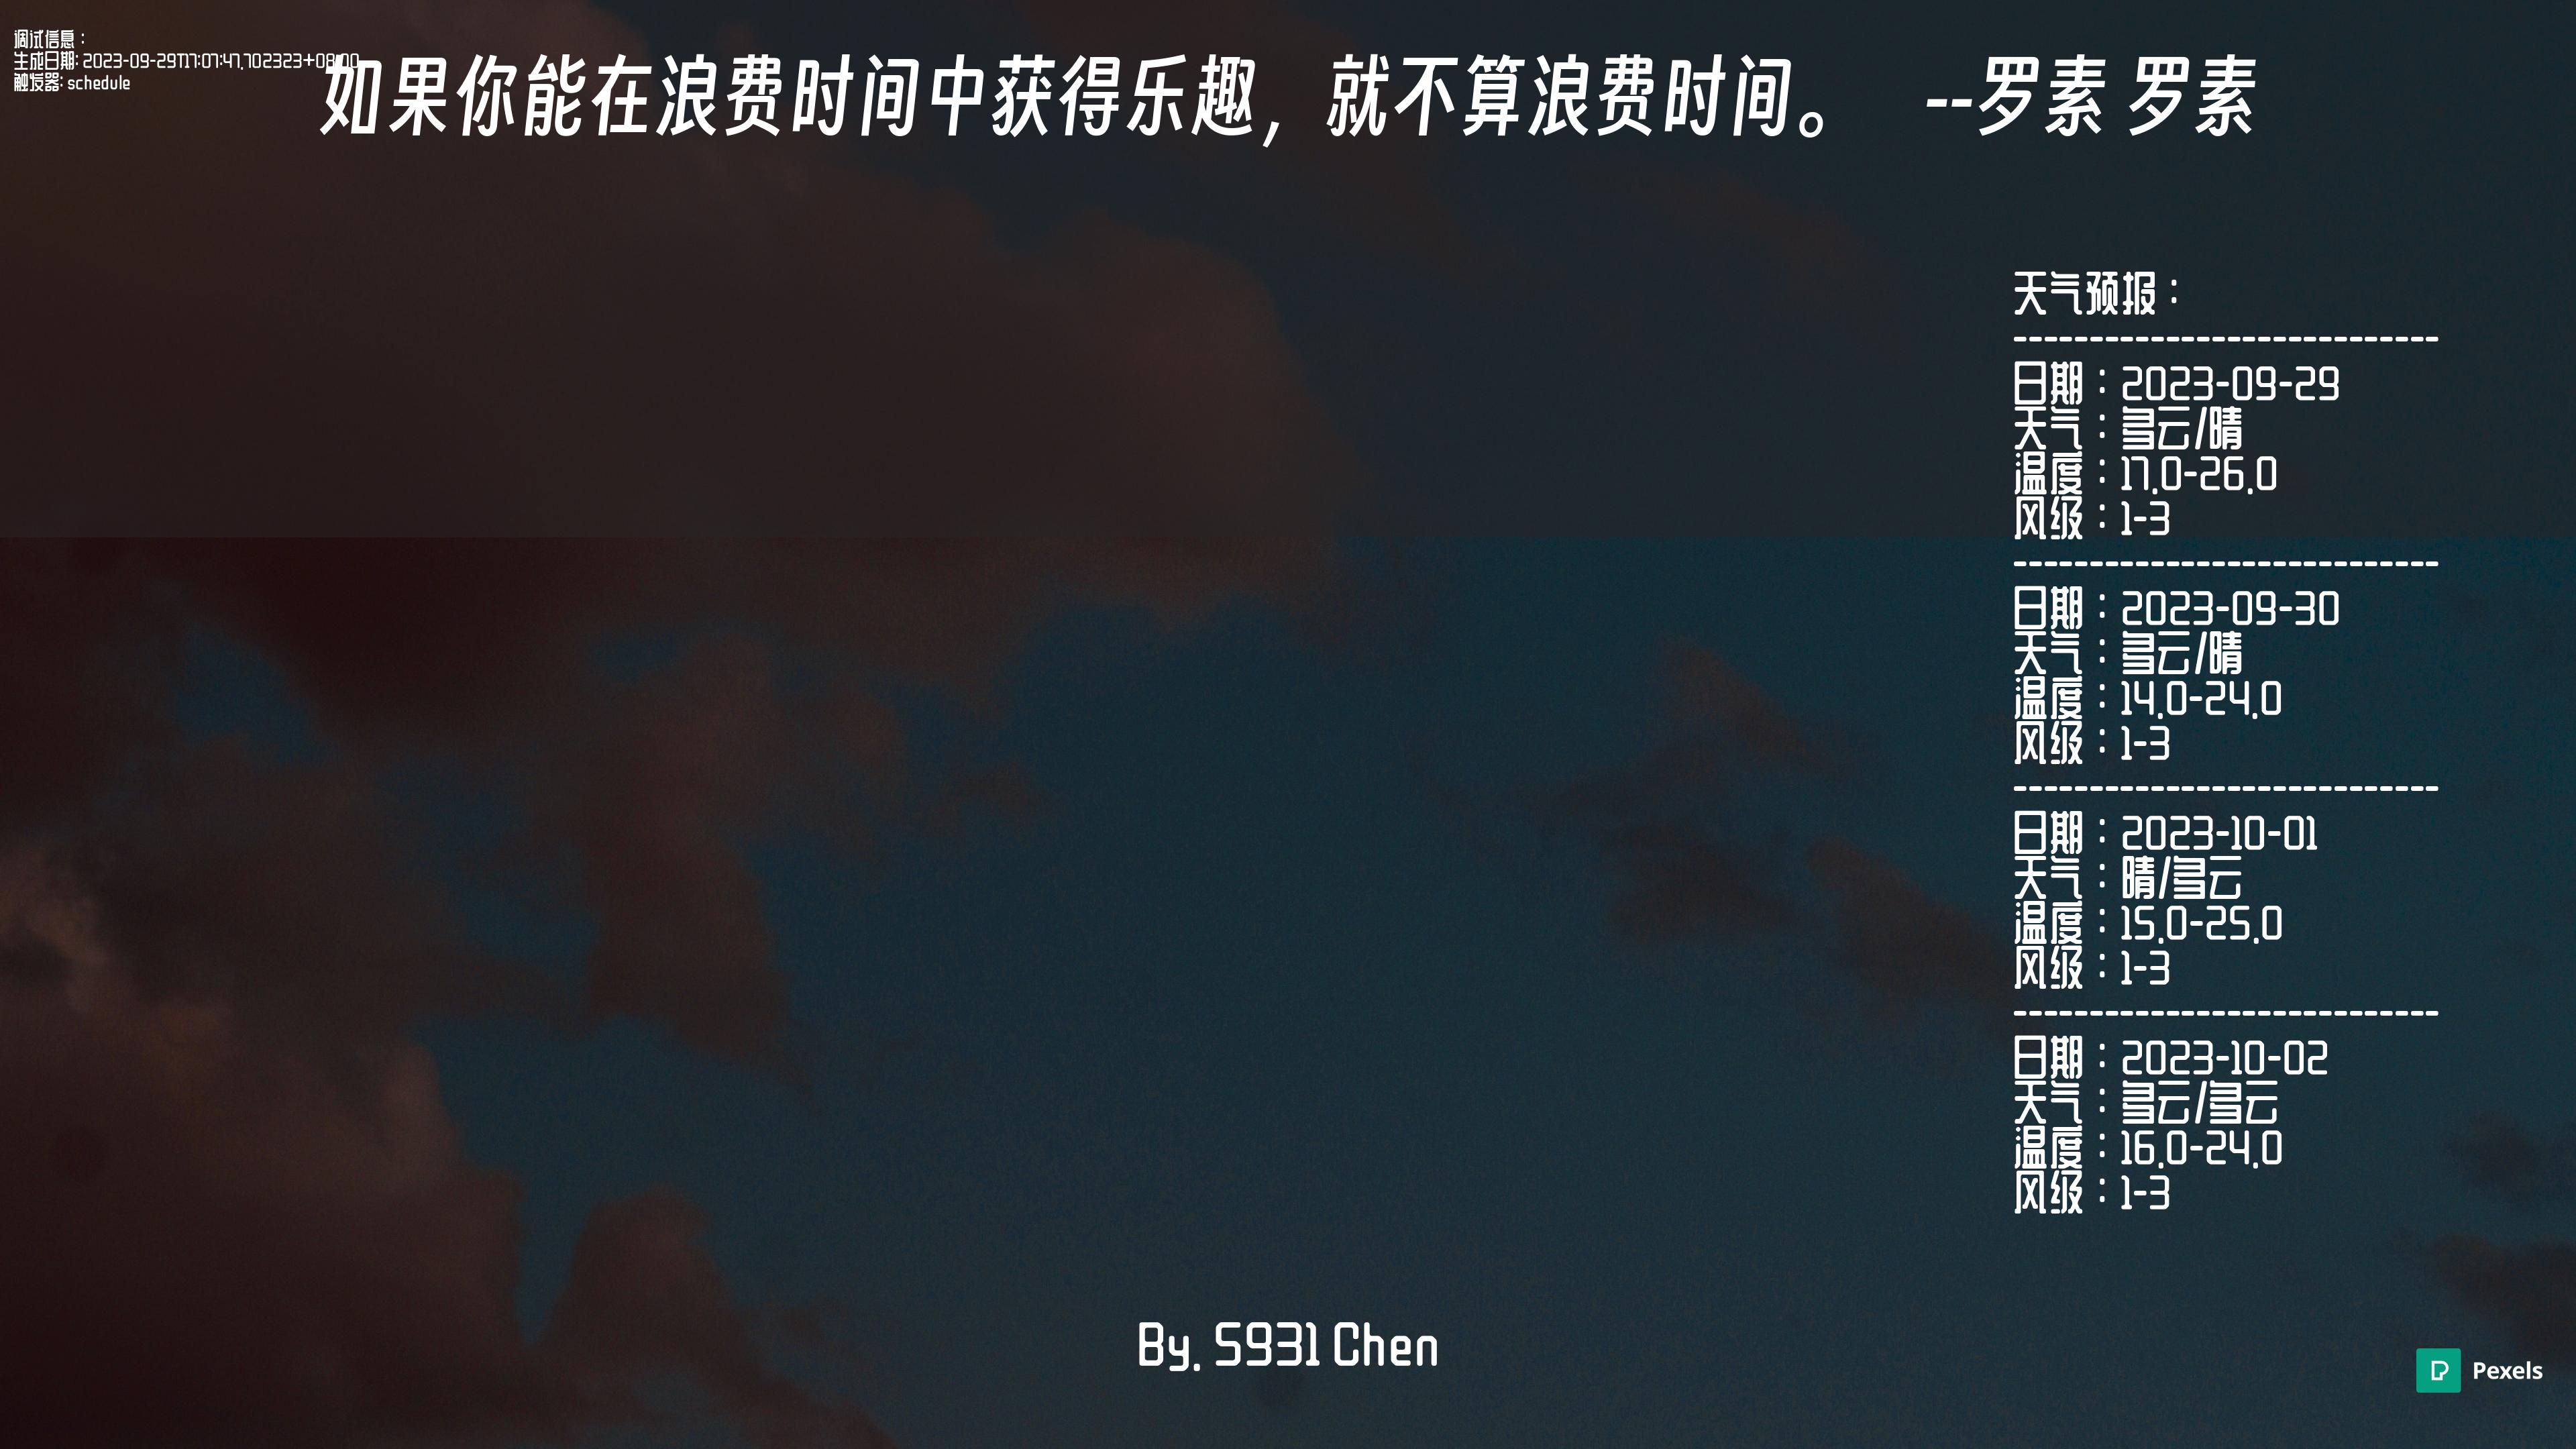 调试信息：
生成日期: 2023-09-29T17:07:47.702323+08:00
触发器: schedule
如果你能在浪费时间中获得乐趣，就不算浪费时间。 --罗素 罗素
天气预报：
----------------------------
日期：2023-09-29
天气：多云/晴
温度：17.0-26.0
风级：1-3
----------------------------
日期：2023-09-30
天气：多云/晴
温度：14.0-24.0
风级：1-3
----------------------------
日期：2023-10-01
天气：晴/多云
温度：15.0-25.0
风级：1-3
----------------------------
日期：2023-10-02
天气：多云/多云
温度：16.0-24.0
风级：1-3
By. S931 Chen
Pexels